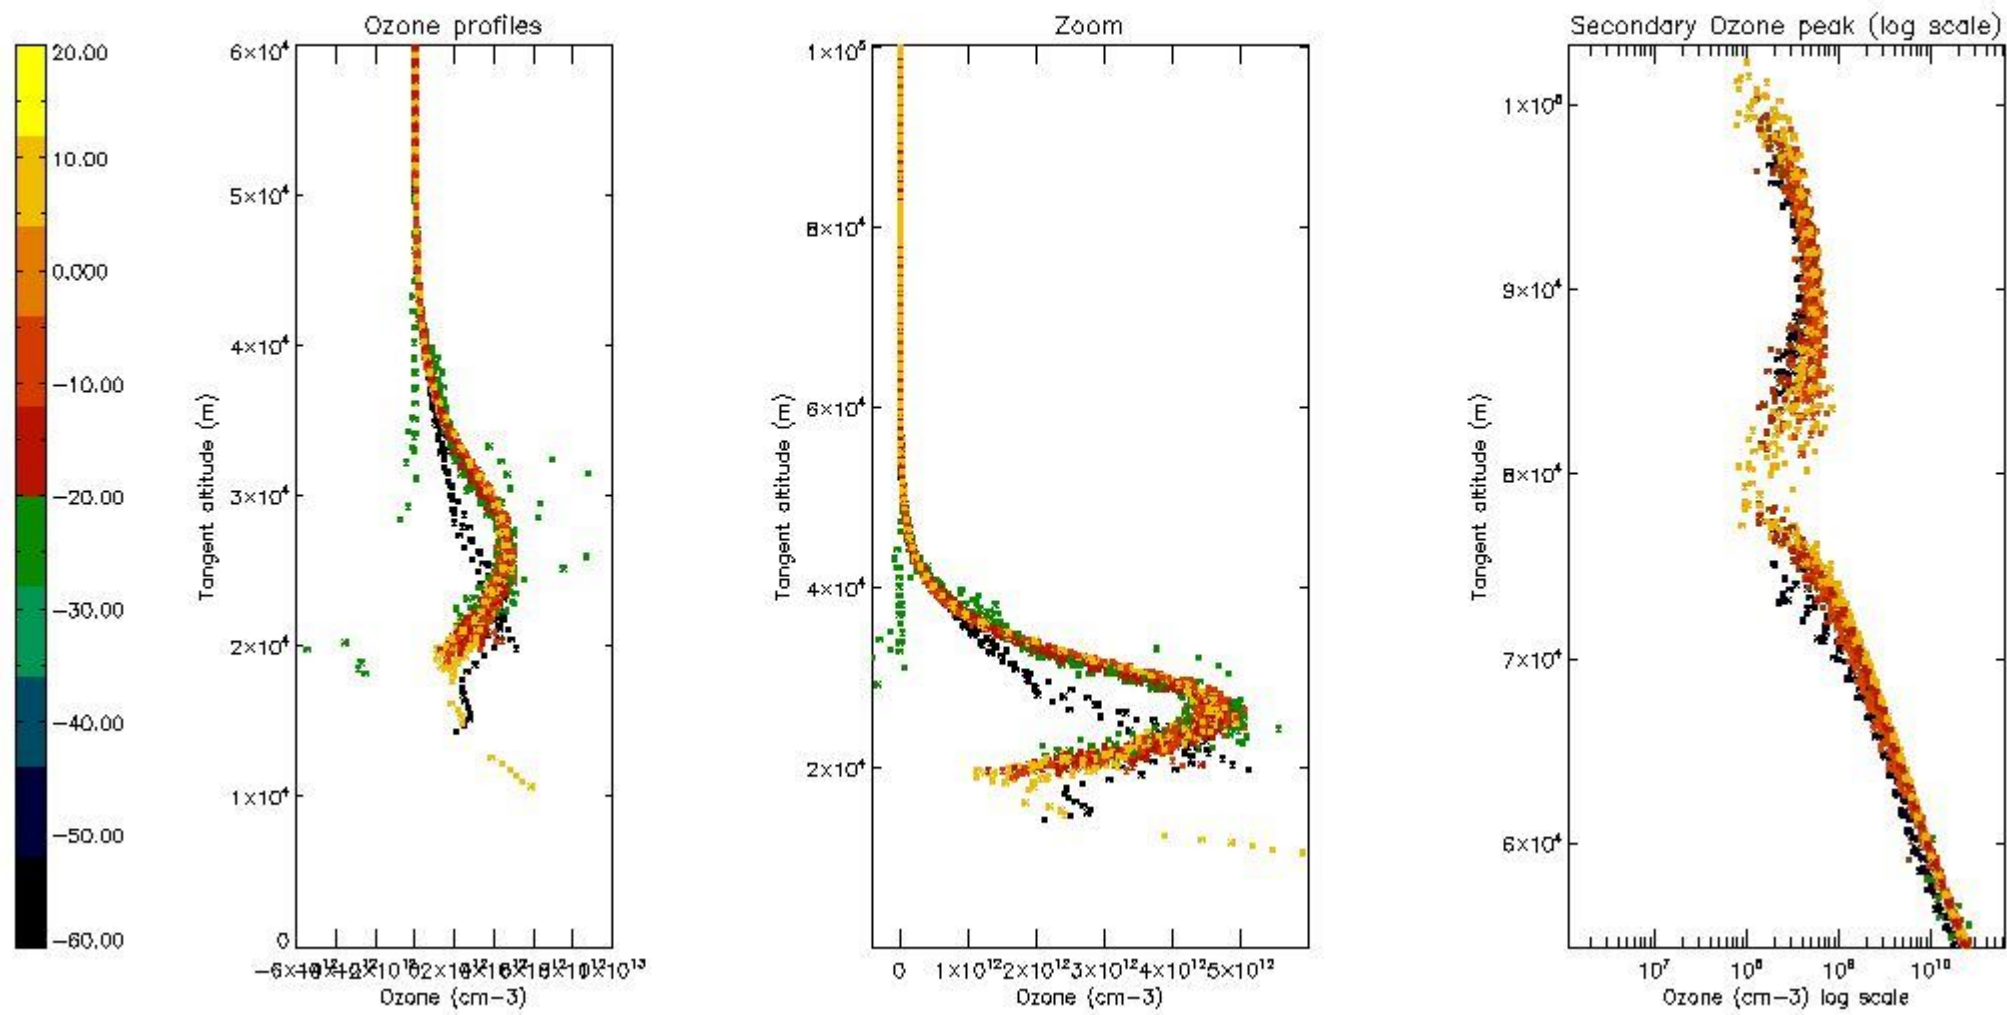 Ozone profiles
Zoom
Secondary Ozone peak (log scale)
20.00
10.00
0.000
−10.00
−20.00
−30.00
−40.00
−50.00
−60.00
6×10⁴
5×10⁴
4×10⁴
3×10⁴
2×10⁴
1×10⁴
0
Tangent altitude (m)
Ozone (cm−3)
1×10⁵
8×10⁴
6×10⁴
4×10⁴
2×10⁴
Tangent altitude (m)
0 1×10¹² 2×10¹² 3×10¹² 4×10¹² 5×10¹²
Ozone (cm−3)
9×10⁴
8×10⁴
7×10⁴
6×10⁴
Tangent altitude (m)
10⁷ 10⁸ 10⁹ 10¹⁰
Ozone (cm−3) log scale